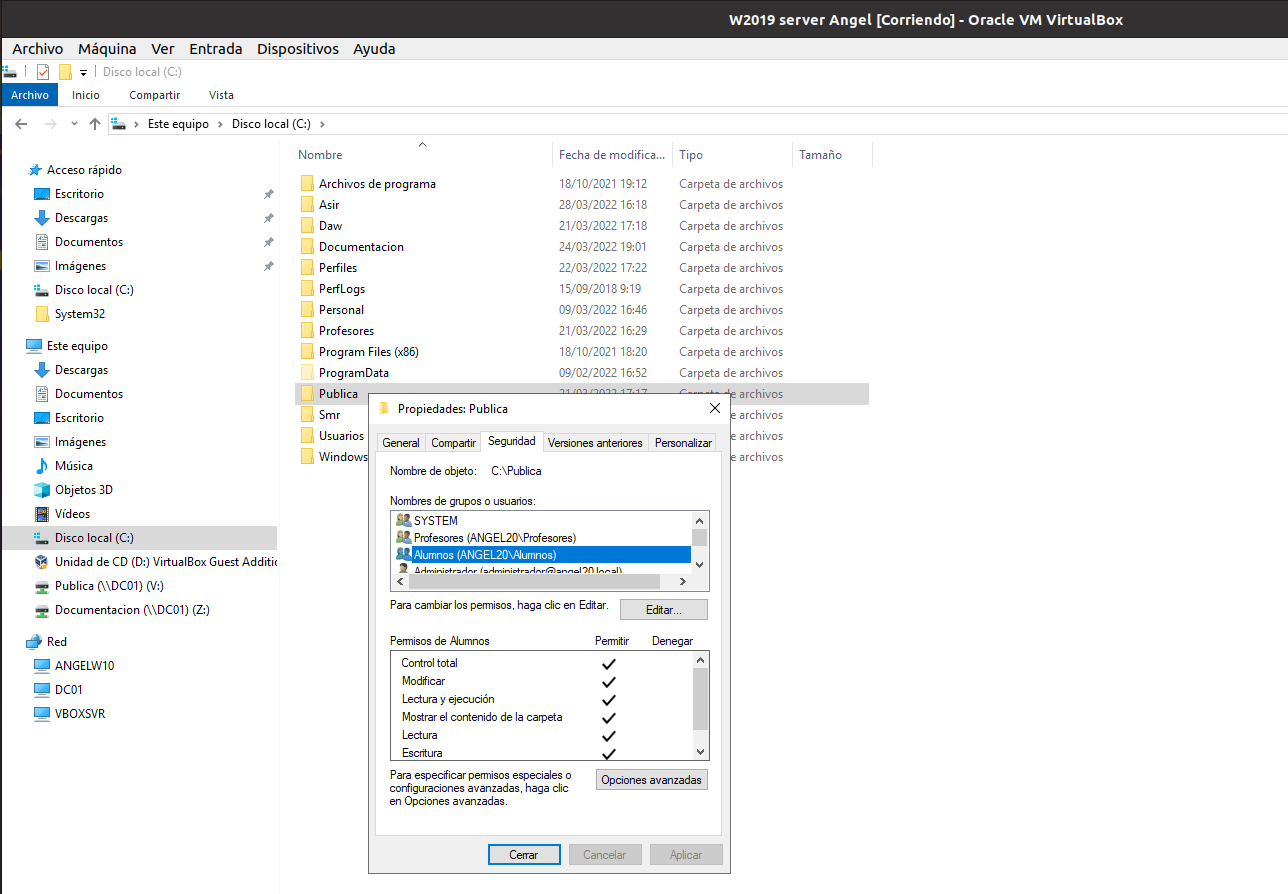 W2019 server Angel [Corriendo] - Oracle VM VirtualBox
Archivo Máquina Ver Entrada Dispositivos Ayuda
Disco local (C:)
Archivo Inicio Compartir Vista
Este equipo Disco local (C:)
Nombre Fecha de modifica... Tipo Tamaño
Acceso rápido
Escritorio
Descargas
Documentos
Imágenes
Disco local (C:)
System32
Este equipo
Descargas
Documentos
Escritorio
Imágenes
Música
Objetos 3D
Vídeos
Disco local (C:)
Unidad de CD (D:) VirtualBox Guest Additic
Publica (\\DC01) (V:)
Documentacion (\\DC01) (Z:)
Red
ANGELW10
DC01
VBOXSVR
Archivos de programa 18/10/2021 19:12 Carpeta de archivos
Asir 28/03/2022 16:18 Carpeta de archivos
Daw 21/03/2022 17:18 Carpeta de archivos
Documentacion 24/03/2022 19:01 Carpeta de archivos
Perfiles 22/03/2022 17:22 Carpeta de archivos
PerfLogs 15/09/2018 9:19 Carpeta de archivos
Personal 09/03/2022 16:46 Carpeta de archivos
Profesores 21/03/2022 16:29 Carpeta de archivos
Program Files (x86) 18/10/2021 18:20 Carpeta de archivos
ProgramData 09/02/2022 16:52 Carpeta de archivos
Publica 21/03/2022 17:17 Carpeta de archivos
Smr e archivos
Usuarios e archivos
Windows e archivos
Propiedades: Publica
General Compartir Seguridad Versiones anteriores Personalizar
Nombre de objeto: C:\Publica
Nombres de grupos o usuarios:
SYSTEM
Profesores (ANGEL20\Profesores)
Alumnos (ANGEL20\Alumnos)
Administrador (administrador@angel20.local)
Para cambiar los permisos, haga clic en Editar. Editar...
Permisos de Alumnos Permitir Denegar
Control total
Modificar
Lectura y ejecución
Mostrar el contenido de la carpeta
Lectura
Escritura
Para especificar permisos especiales o
configuraciones avanzadas, haga clic
en Opciones avanzadas.
Opciones avanzadas
Cerrar Cancelar Aplicar